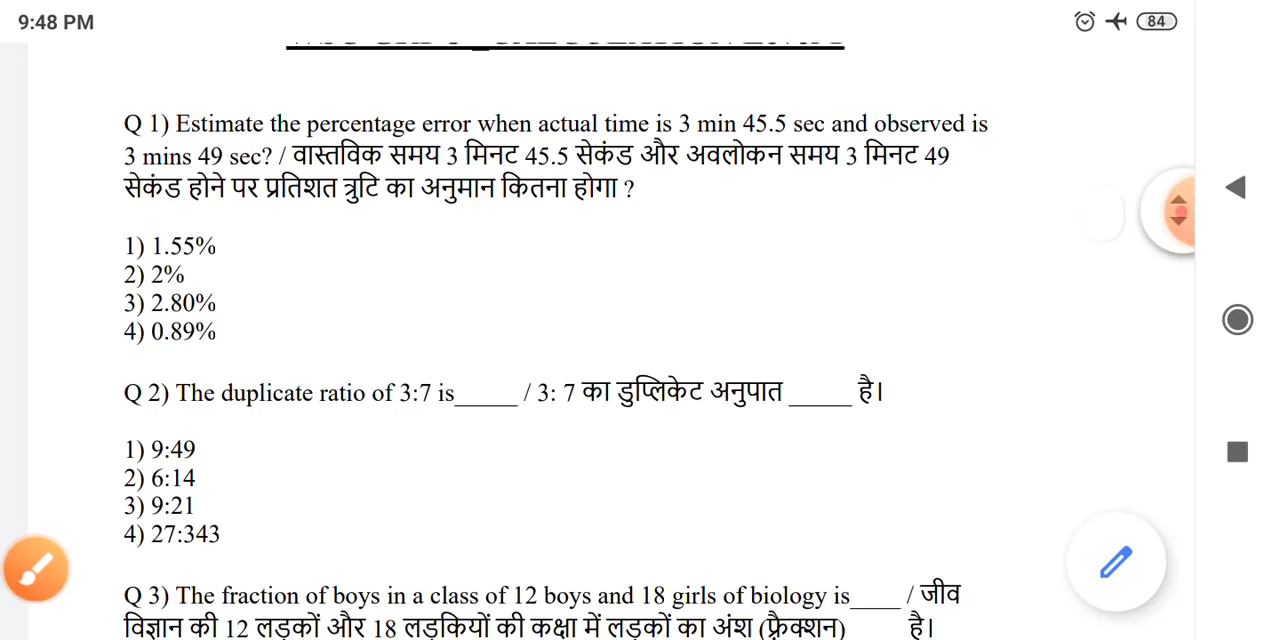 9:48 PM
84
Q 1) Estimate the percentage error when actual time is 3 min 45.5 sec and observed is
3 mins 49 sec? / वास्तविक समय 3 मिनट 45.5 सेकंड और अवलोकन समय 3 मिनट 49
सेकंड होने पर प्रतिशत त्रुटि का अनुमान कितना होगा ?
1) 1.55%
2) 2%
3) 2.80%
4) 0.89%
Q 2) The duplicate ratio of 3:7 is_____ / 3: 7 का डुप्लिकेट अनुपात _____ है।
1) 9:49
2) 6:14
3) 9:21
4) 27:343
Q 3) The fraction of boys in a class of 12 boys and 18 girls of biology is____ / जीव
विज्ञान की 12 लड़कों और 18 लड़कियों की कक्षा में लड़कों का अंश (फ़्रैक्शन) ____ है।